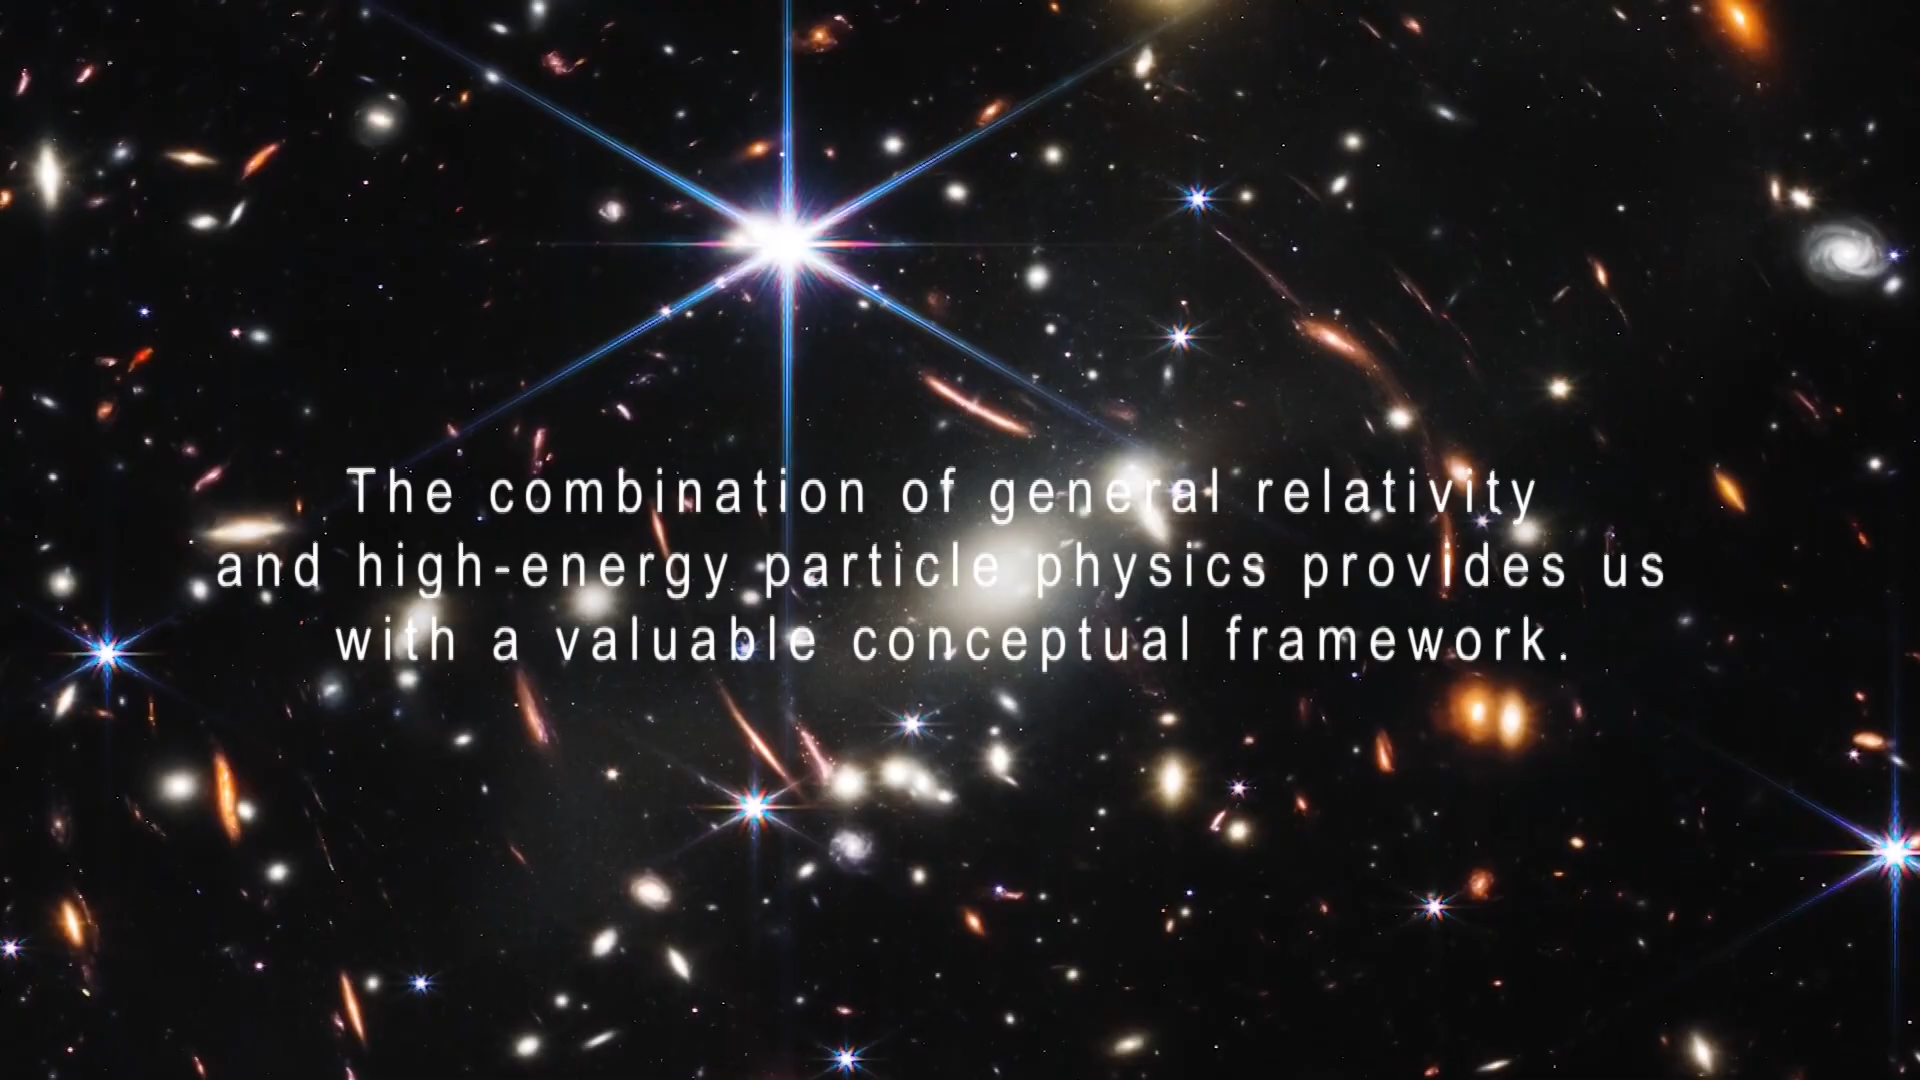 The combination of general relativity
and high-energy particle physics provides us
with a valuable conceptual framework.